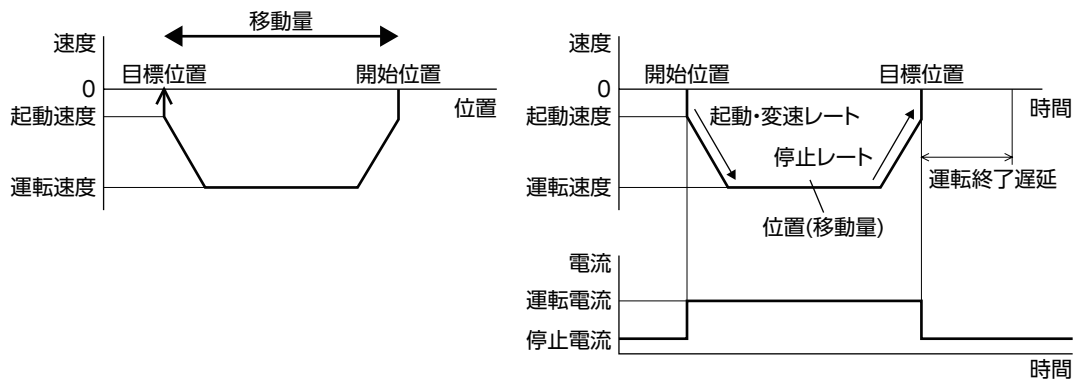 移動量
速度
目標位置
開始位置
0
位置
起動速度
運転速度
速度
開始位置
目標位置
0
時間
起動速度
起動・変速レート
停止レート
運転速度
運転終了遅延
位置(移動量)
電流
運転電流
停止電流
時間